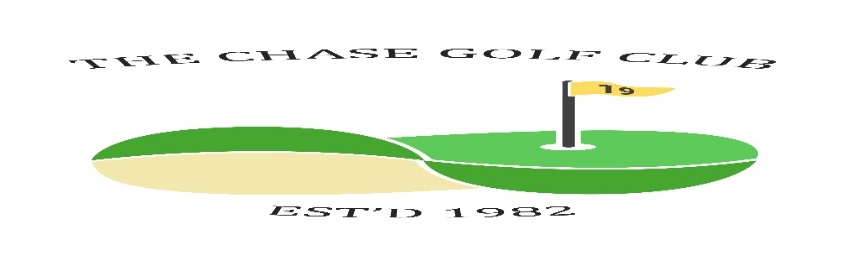 THE CHASE GOLF CLUB
19
EST'D 1982